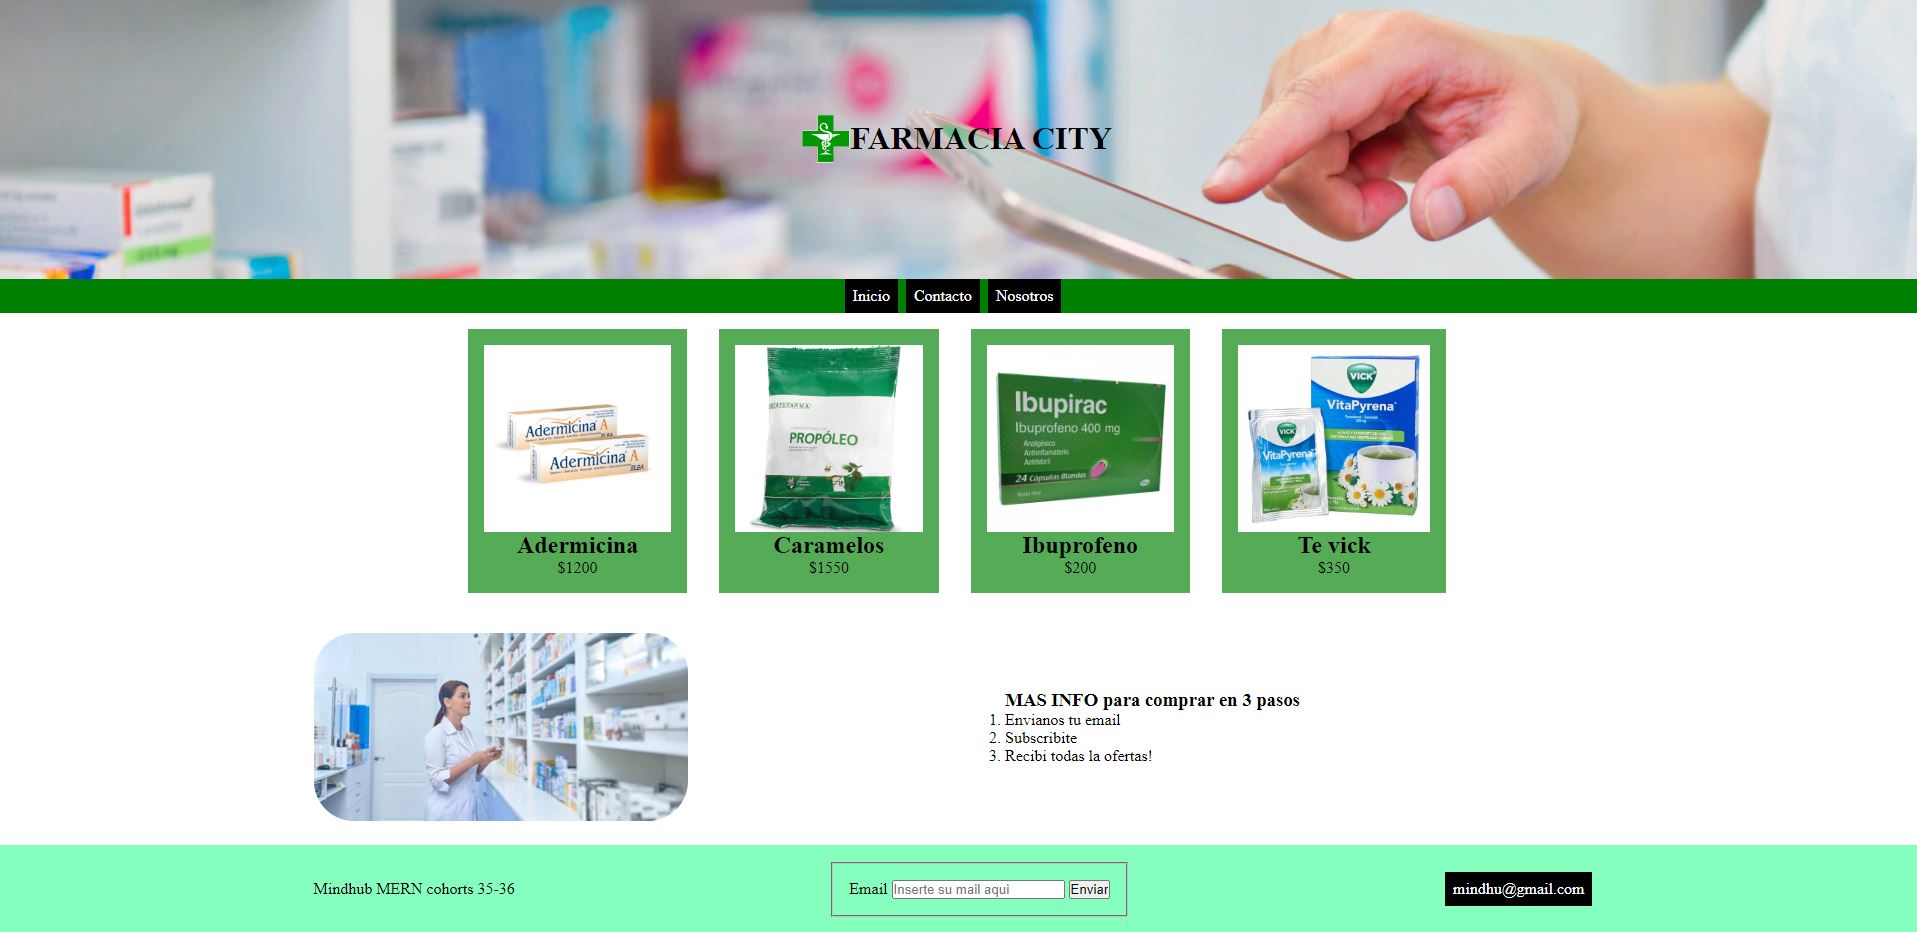 FARMACIA CITY
Inicio Contacto Nosotros
Adermicina A
Adermicina A
PROPÓLEO
Ibupirac
Ibuprofeno 400 mg
Analgésico
Antiinflamatorio
Antifebril
24 Cápsulas Blandas
Venta libre
VICK
VitaPyrena
VICK
VitaPyrena
Adermicina
$1200
Caramelos
$1550
Ibuprofeno
$200
Te vick
$350
MAS INFO para comprar en 3 pasos
1. Envianos tu email
2. Subscribite
3. Recibi todas la ofertas!
Mindhub MERN cohorts 35-36
Email Inserte su mail aqui Enviar
mindhu@gmail.com